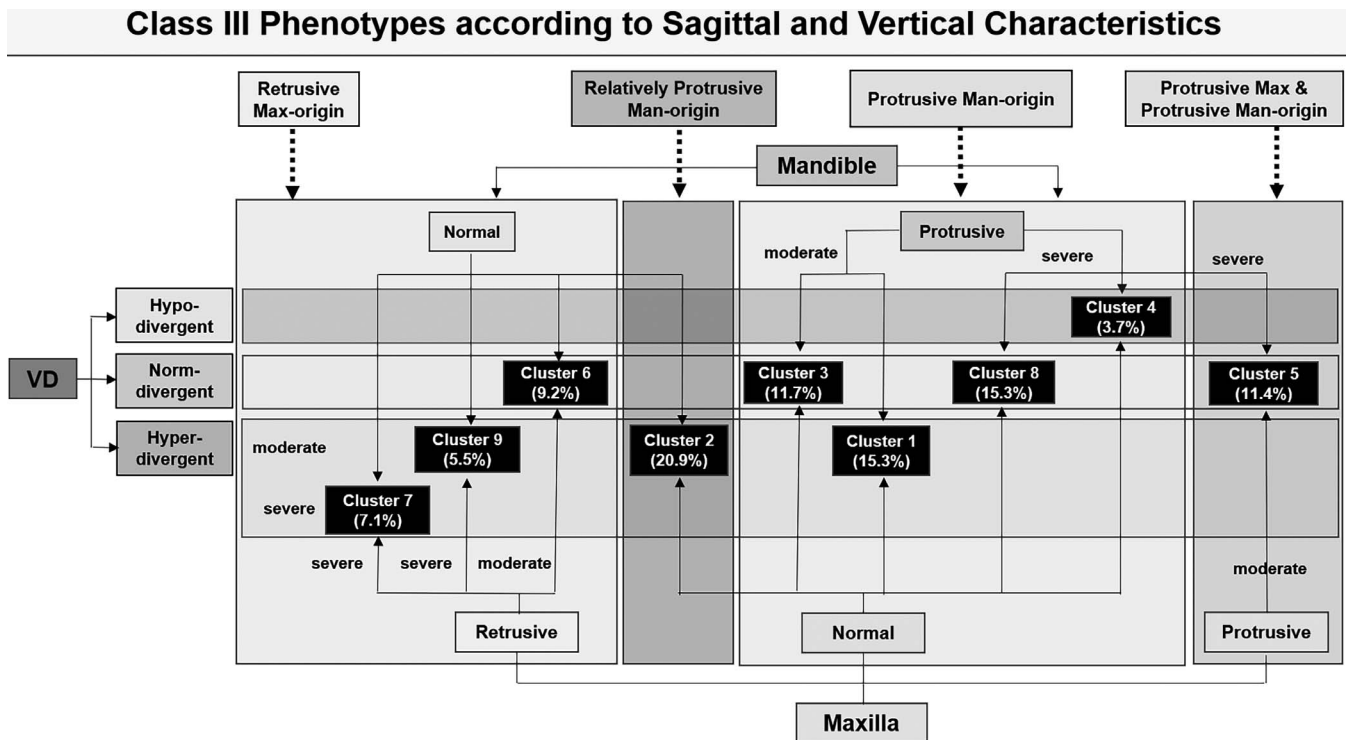 Class III Phenotypes according to Sagittal and Vertical Characteristics
Retrusive
Max-origin
Relatively Protrusive
Man-origin
Protrusive Man-origin
Protrusive Max &
Protrusive Man-origin
Mandible
Normal
Protrusive
moderate
severe
severe
VD
Hypo-
divergent
Norm-
divergent
Hyper-
divergent
Cluster 4
(3.7%)
Cluster 6
(9.2%)
Cluster 3
(11.7%)
Cluster 8
(15.3%)
Cluster 5
(11.4%)
moderate
Cluster 9
(5.5%)
Cluster 2
(20.9%)
Cluster 1
(15.3%)
severe
Cluster 7
(7.1%)
severe
severe
moderate
moderate
Retrusive
Normal
Protrusive
Maxilla